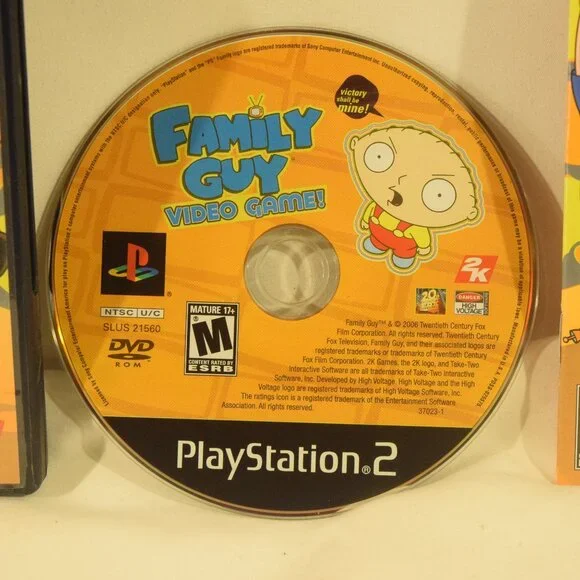 victory
shall be
mine!
FAMILY
GUY
VIDEO GAME!
2K
NTSC U/C
SLUS 21560
DVD
ROM
MATURE 17+
M
CONTENT RATED BY
ESRB
20
DANGER
HIGH
VOLTAGE
Family Guy™ & © 2006 Twentieth Century Fox
Film Corporation. All rights reserved. Twentieth Century
Fox Television, Family Guy, and their associated logos are
registered trademarks or trademarks of Twentieth Century
Fox Film Corporation. 2K Games, the 2K logo, and Take-Two
Interactive Software are all trademarks of Take-Two Interactive
Software, Inc. Developed by High Voltage. High Voltage and the High
Voltage logo are registered trademarks of High Voltage Software, Inc.
The ratings icon is a registered trademark of the Entertainment Software
Association. All rights reserved.
37023-1
PlayStation®2